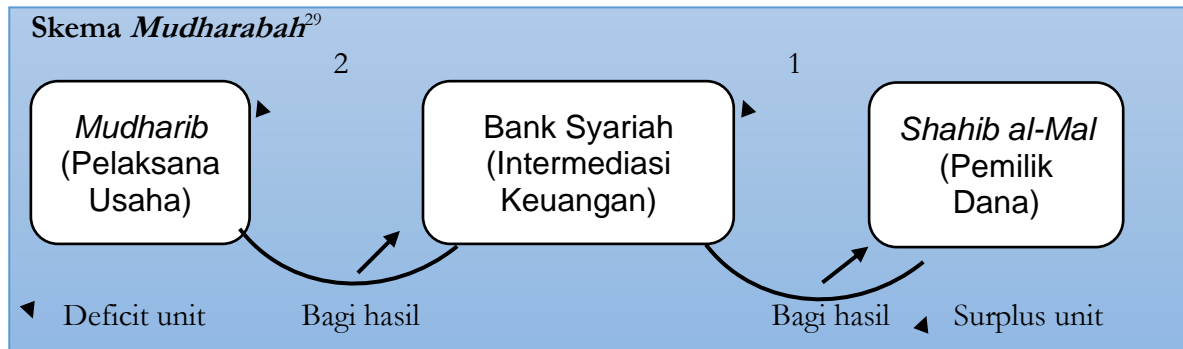 Skema Mudharabah29
2 1
Mudharib
(Pelaksana
Usaha)
Bank Syariah
(Intermediasi
Keuangan)
Shahib al-Mal
(Pemilik
Dana)
Deficit unit Bagi hasil Bagi hasil Surplus unit